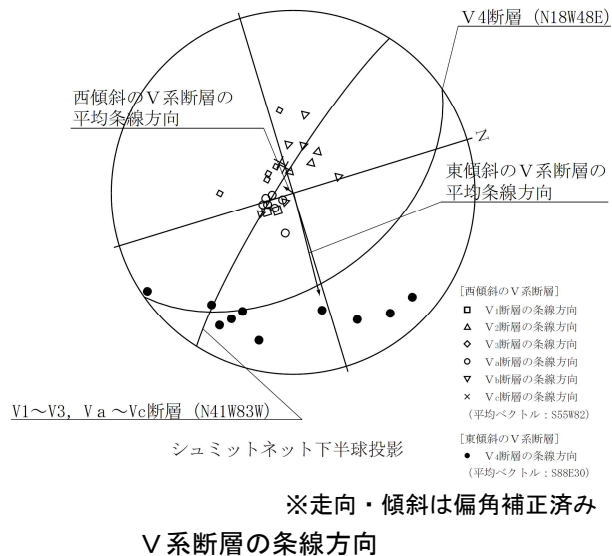 Ｖ4断層 (N18W48E)
西傾斜のＶ系断層の
平均条線方向
N
東傾斜のＶ系断層の
平均条線方向
[西傾斜のＶ系断層]
□ V1断層の条線方向
△ V2断層の条線方向
◇ V3断層の条線方向
○ Va断層の条線方向
▽ Vb断層の条線方向
× Vc断層の条線方向
(平均ベクトル：S55W82)
[東傾斜のＶ系断層]
● V4断層の条線方向
(平均ベクトル：S88E30)
V1～V3, Ｖａ～Vc断層 (N41W83W)
シュミットネット下半球投影
※走向・傾斜は偏角補正済み
Ｖ系断層の条線方向